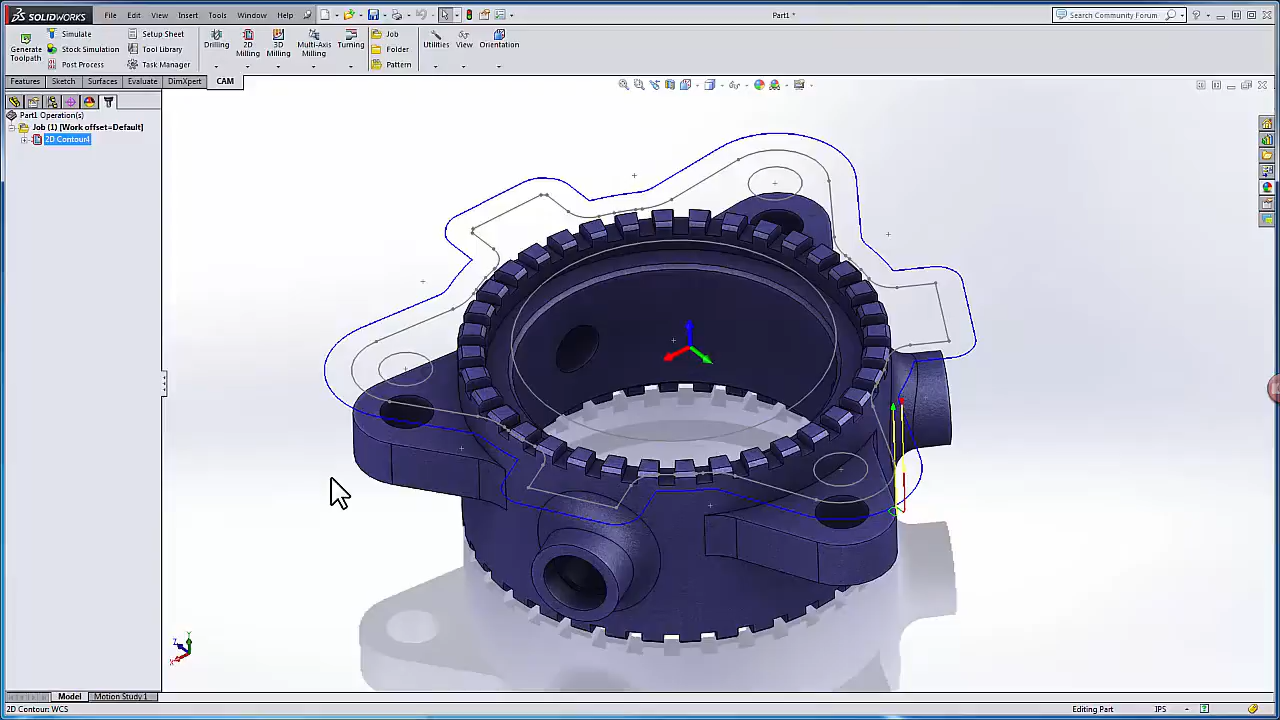 SOLIDWORKS File Edit View Insert Tools Window Help Part1 * Search Community Forum
Generate Toolpath
Simulate
Stock Simulation
Post Process
Setup Sheet
Tool Library
Task Manager
Drilling
2D Milling
3D Milling
Multi-Axis Milling
Turning
Job
Folder
Pattern
Utilities
View
Orientation
Features Sketch Surfaces Evaluate DimXpert CAM
Part1 Operation(s)
Job (1) [Work offset=Default]
2D Contour4
Y
Z
X
Model Motion Study 1
2D Contour: WCS Editing Part IPS